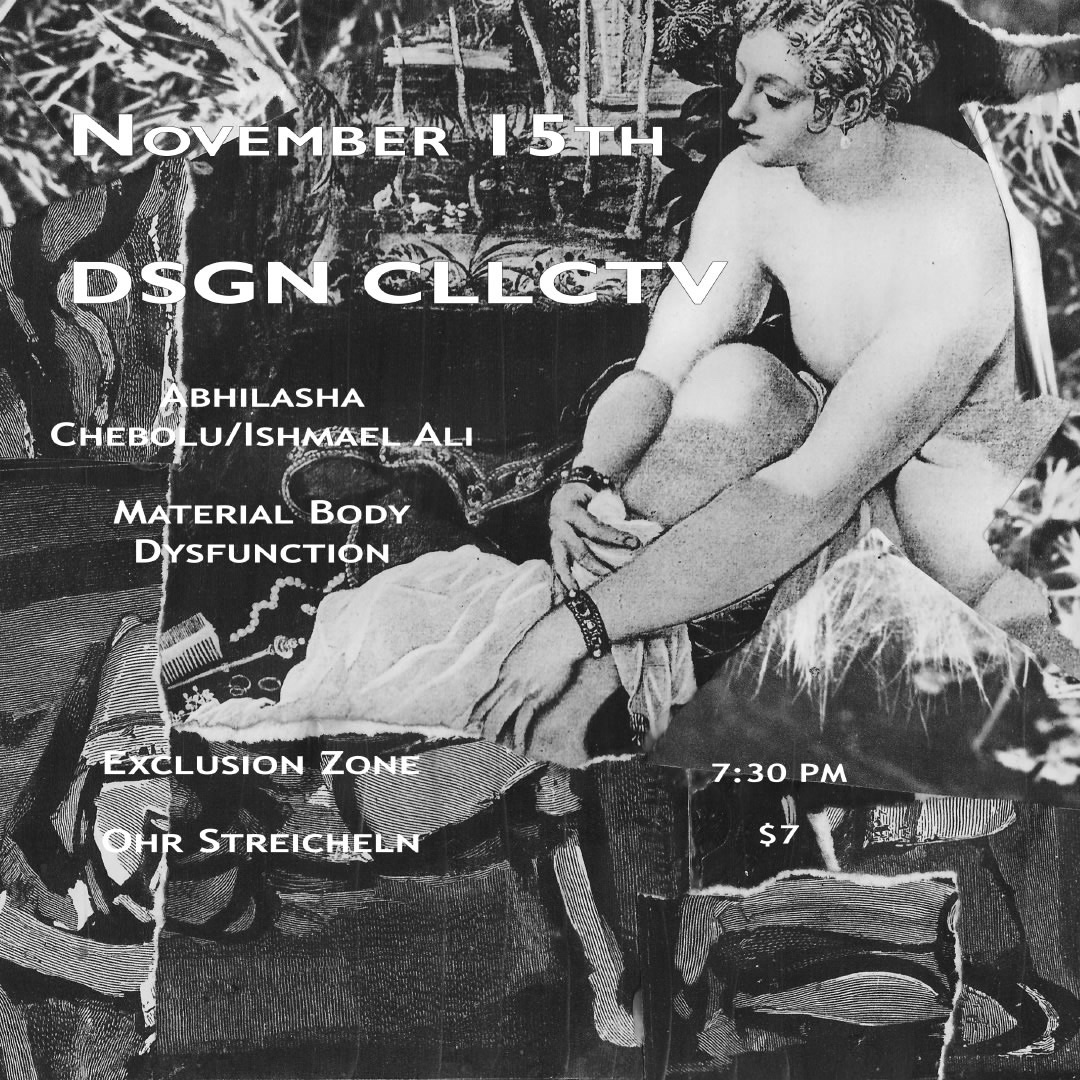 November 15th
DSGN CLLCTV
Abhilasha
Chebolu/Ishmael Ali
Material Body
Dysfunction
Exclusion Zone
Ohr Streicheln
7:30 PM
$7